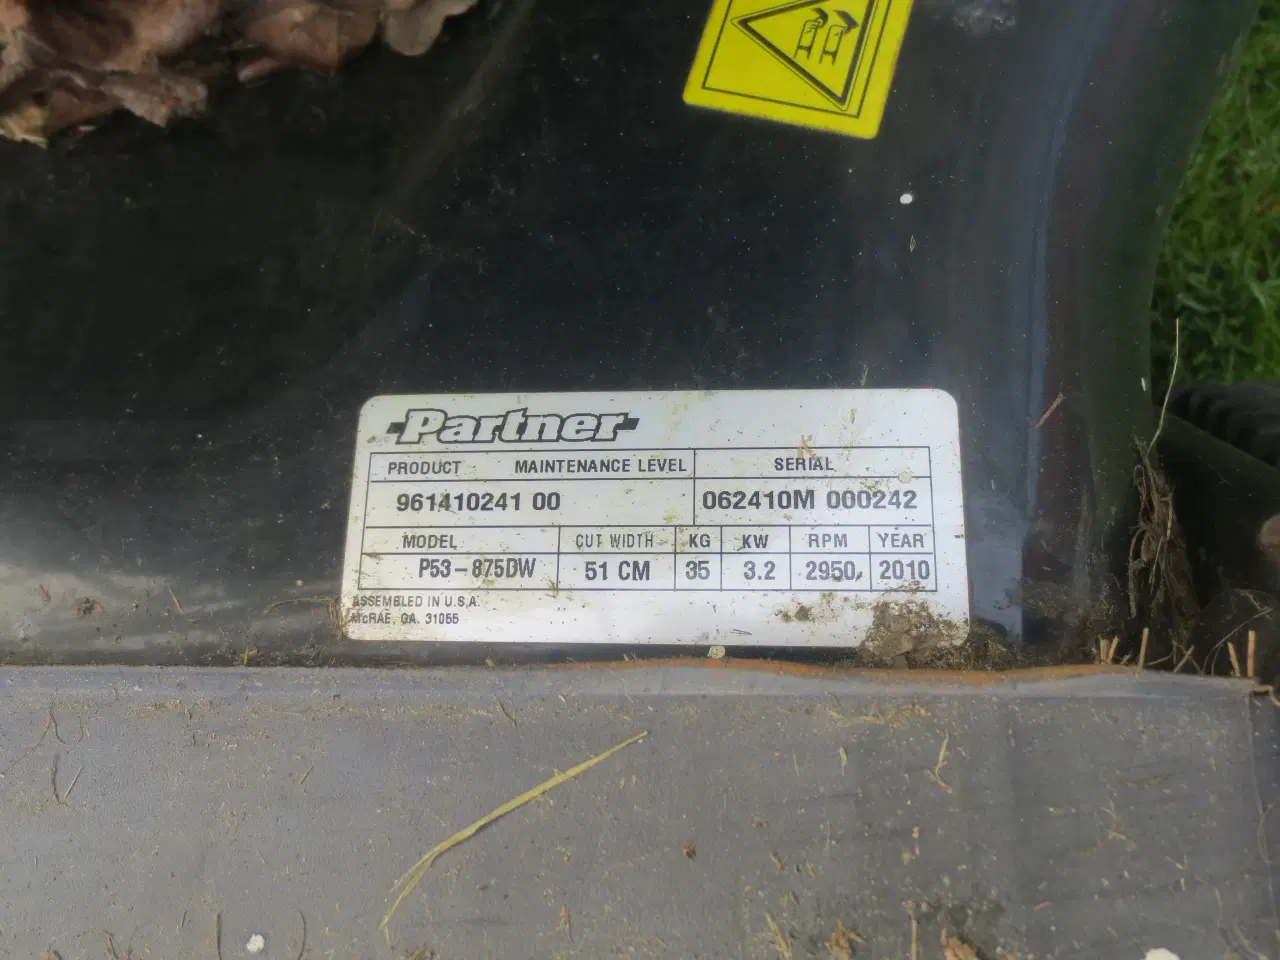 Partner
PRODUCT MAINTENANCE LEVEL SERIAL
961410241 00 062410M 000242
MODEL CUT WIDTH KG KW RPM YEAR
P53-875DW 51 CM 35 3.2 2950 2010
ASSEMBLED IN U.S.A.
McRAE, GA. 31055